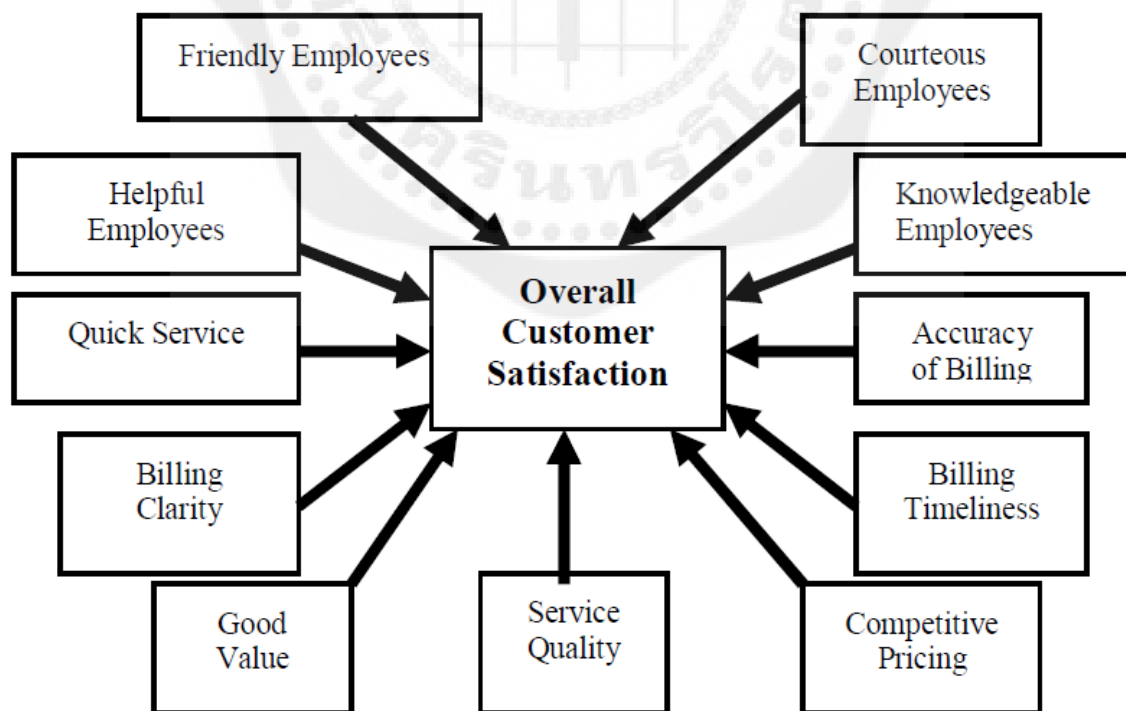 Friendly Employees
Courteous
Employees
Helpful
Employees
Knowledgeable
Employees
Overall
Customer
Satisfaction
Quick Service
Accuracy
of Billing
Billing
Clarity
Billing
Timeliness
Good
Value
Service
Quality
Competitive
Pricing